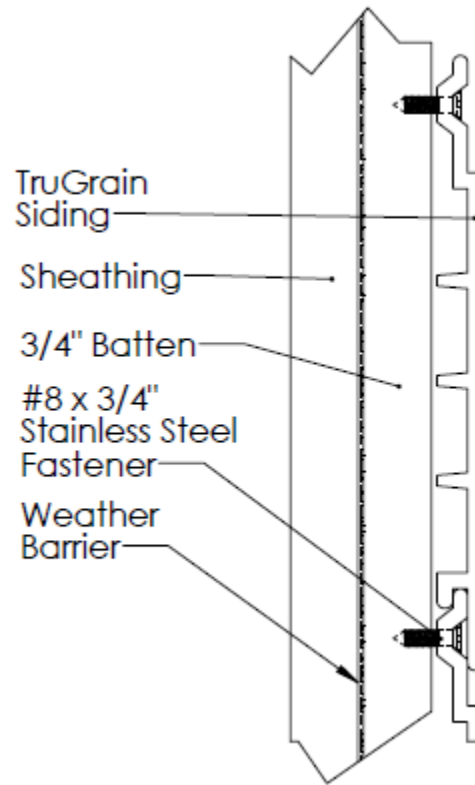 TruGrain
Siding
Sheathing
3/4" Batten
#8 x 3/4"
Stainless Steel
Fastener
Weather
Barrier